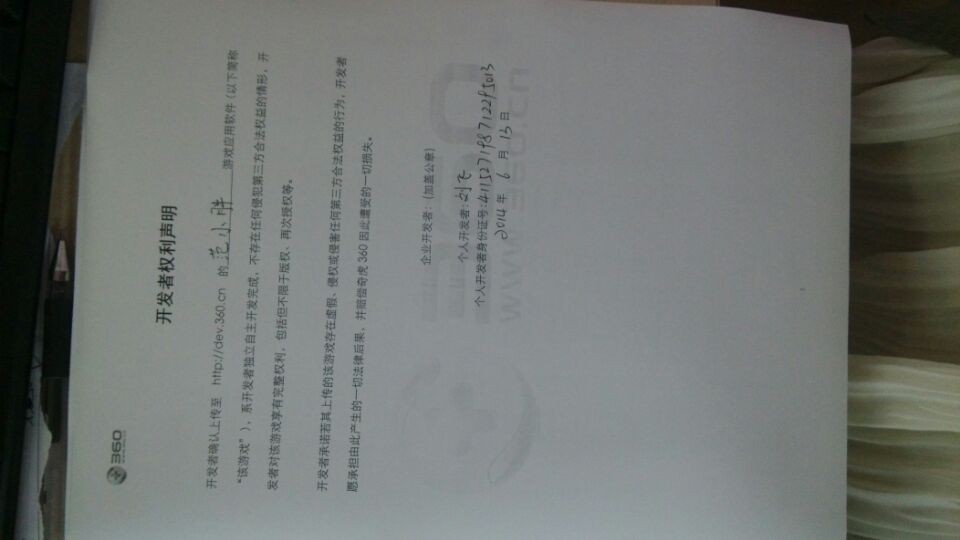 360
开发者权利声明
开发者确认上传至 http://dev.360.cn 的 范小胖 游戏应用软件（以下简称
“该游戏”），系开发者独立自主开发完成，不存在任何侵犯第三方合法权益的情形，开
发者对该游戏享有完整权利，包括但不限于版权、再次授权等。
开发者承诺若其上传的该游戏存在虚假、侵权或侵害任何第三方合法权益的行为，开发者
愿承担由此产生的一切法律后果，并赔偿奇虎 360 因此遭受的一切损失。
企业开发者：（加盖公章）
个人开发者：刘飞
个人开发者身份证号：411527198712295013
2014 年 6 月 13 日
www.360.cn